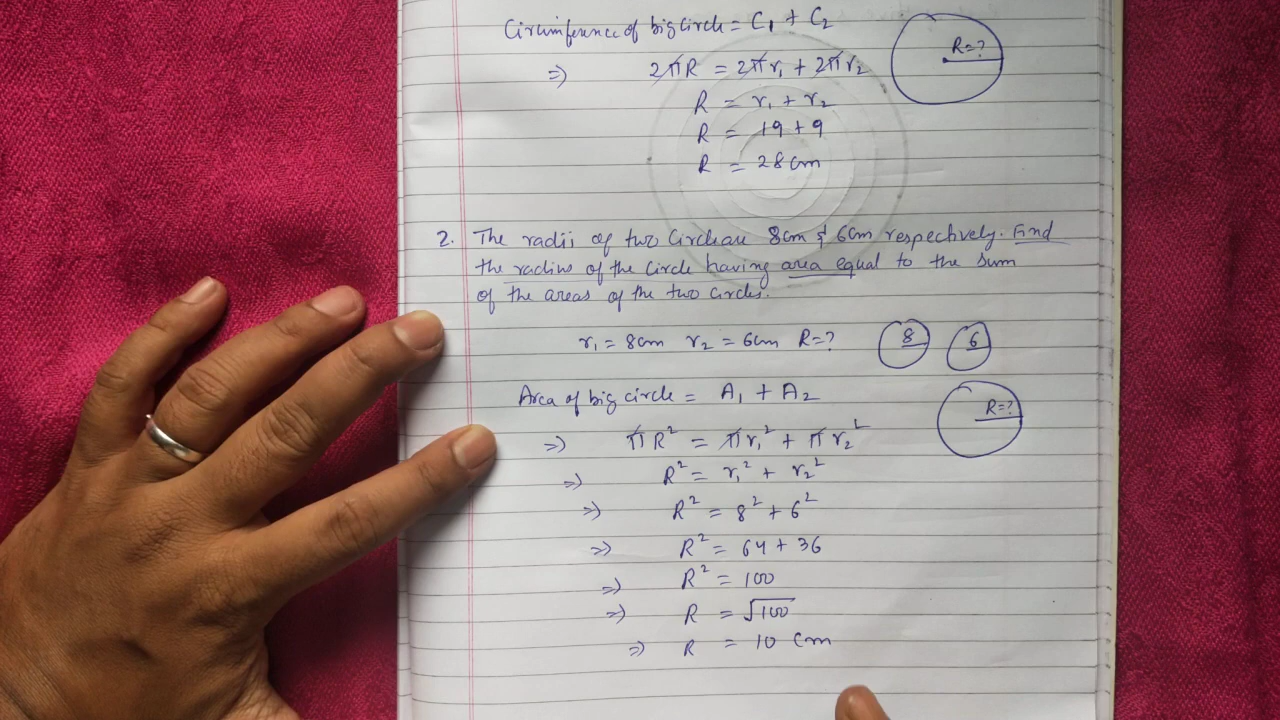 Circumference of big circle = C₁ + C₂
R=?
=) 2πR = 2πr₁ + 2πr₂
R = r₁ + r₂
R = 19 + 9
R = 28 cm
2. The radii of two circles are 8cm & 6cm respectively. Find
the radius of the circle having area equal to the sum
of the areas of the two circles.
r₁ = 8cm r₂ = 6cm R=? 8 6
Area of big circle = A₁ + A₂
R=?
=) πR² = πr₁² + πr₂²
=) R² = r₁² + r₂²
=) R² = 8² + 6²
=) R² = 64 + 36
=) R² = 100
=) R = √100
=) R = 10 cm